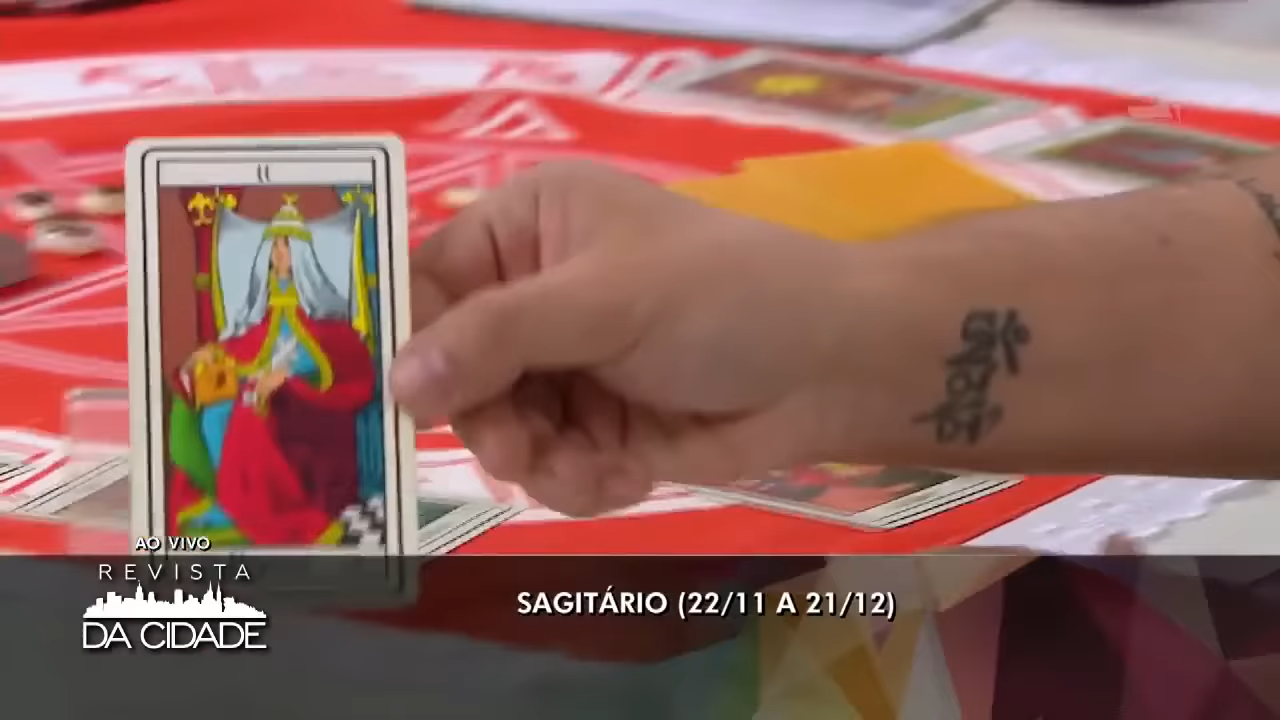 II
AO VIVO
REVISTA
DA CIDADE
SAGITÁRIO (22/11 A 21/12)